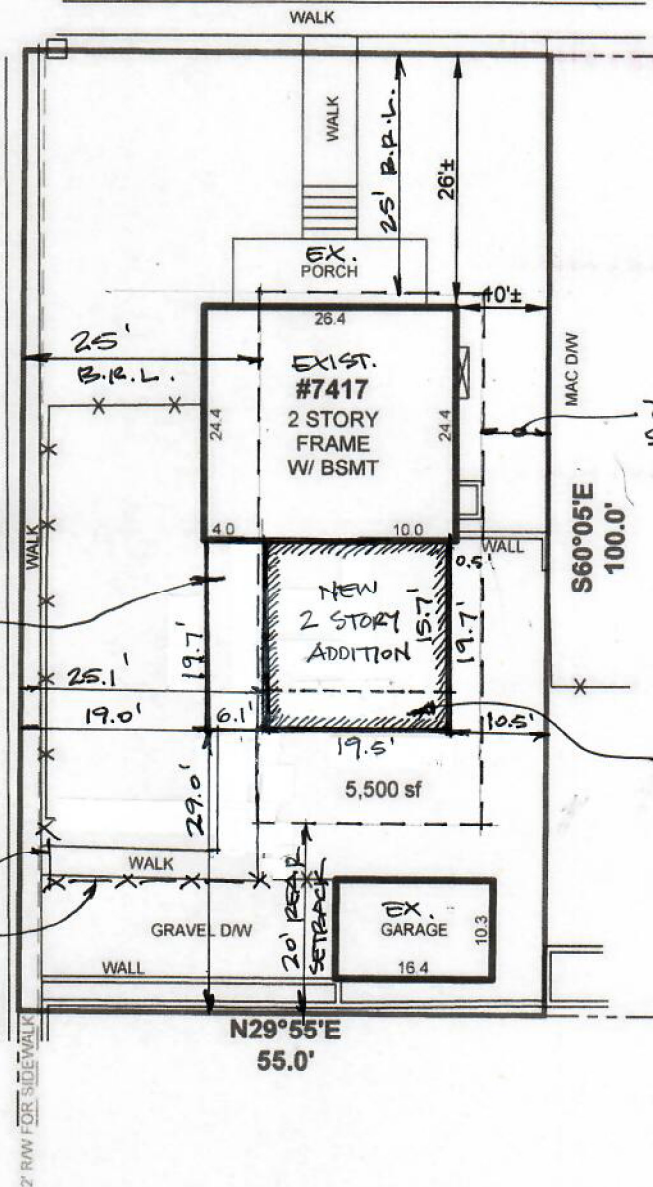 WALK
WALK
25' B.R.L.
26'±
EX.
PORCH
10'±
26.4
25'
B.R.L.
EXIST.
#7417
2 STORY
FRAME
W/ BSMT
24.4
24.4
MAC D/W
S60°05'E
100.0'
4.0
10.0
WALK
WALL
0.5'
NEW
2 STORY
ADDITION
15.7'
19.7'
19.7'
25.1'
19.0'
6.1'
10.5'
19.5'
5,500 sf
29.0'
WALK
20' REAR
SETBACK
GRAVEL D/W
EX.
GARAGE
10.3
16.4
WALL
N29°55'E
55.0'
2' R/W FOR SIDEWALK